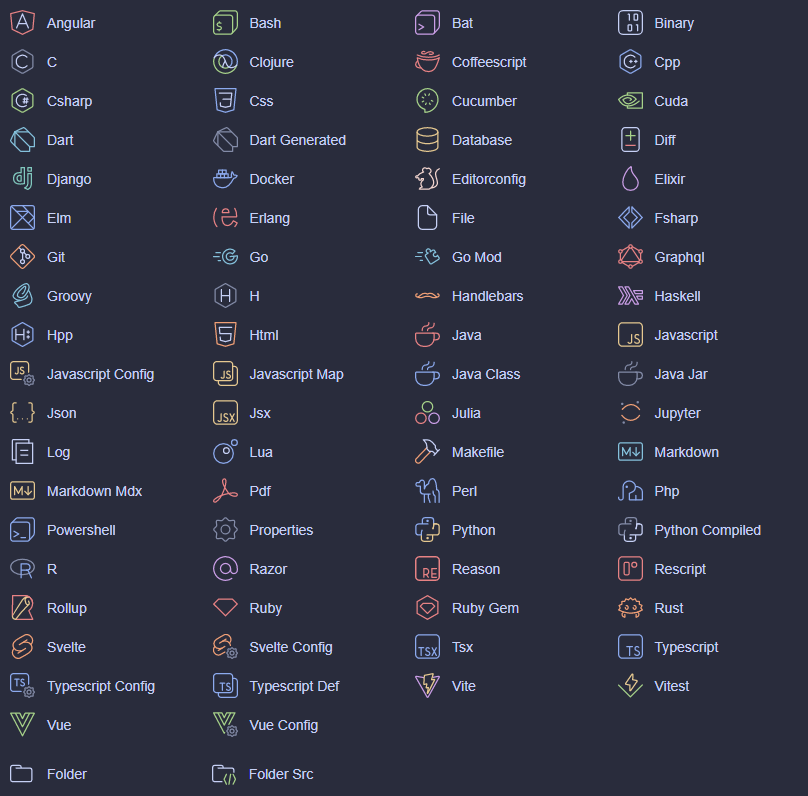 Angular Bash Bat Binary
C Clojure Coffeescript Cpp
Csharp Css Cucumber Cuda
Dart Dart Generated Database Diff
Django Docker Editorconfig Elixir
Elm Erlang File Fsharp
Git Go Go Mod Graphql
Groovy H Handlebars Haskell
Hpp Html Java Javascript
Javascript Config Javascript Map Java Class Java Jar
Json Jsx Julia Jupyter
Log Lua Makefile Markdown
Markdown Mdx Pdf Perl Php
Powershell Properties Python Python Compiled
R Razor Reason Rescript
Rollup Ruby Ruby Gem Rust
Svelte Svelte Config Tsx Typescript
Typescript Config Typescript Def Vite Vitest
Vue Vue Config
Folder Folder Src